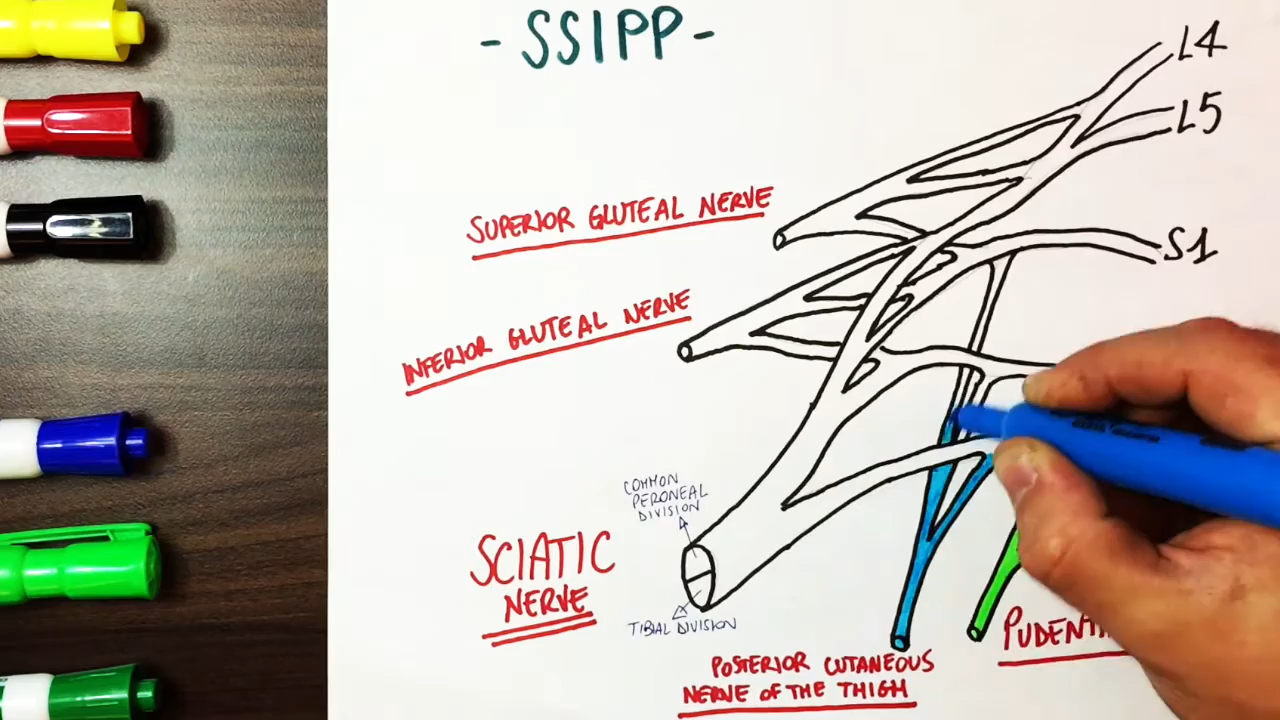 -SSIPP-
L4
L5
SUPERIOR GLUTEAL NERVE
S1
INFERIOR GLUTEAL NERVE
COMMON
PERONEAL
DIVISION
SCIATIC
NERVE
TIBIAL DIVISION
POSTERIOR CUTANEOUS
NERVE OF THE THIGH